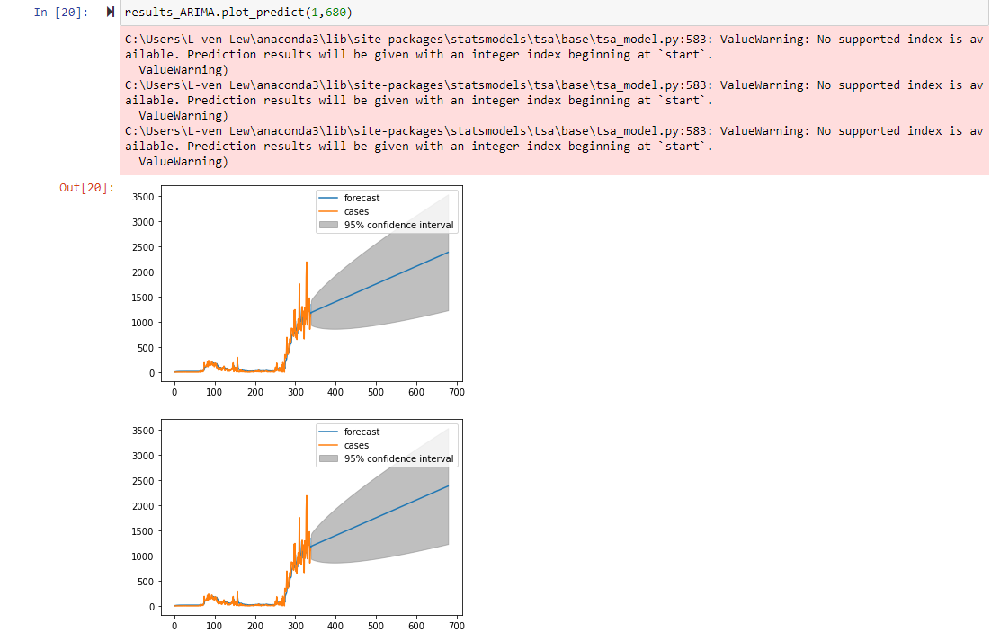 In [20]:
results_ARIMA.plot_predict(1,680)
C:\Users\L-ven Lew\anaconda3\lib\site-packages\statsmodels\tsa\base\tsa_model.py:583: ValueWarning: No supported index is av
ailable. Prediction results will be given with an integer index beginning at `start`.
  ValueWarning)
C:\Users\L-ven Lew\anaconda3\lib\site-packages\statsmodels\tsa\base\tsa_model.py:583: ValueWarning: No supported index is av
ailable. Prediction results will be given with an integer index beginning at `start`.
  ValueWarning)
C:\Users\L-ven Lew\anaconda3\lib\site-packages\statsmodels\tsa\base\tsa_model.py:583: ValueWarning: No supported index is av
ailable. Prediction results will be given with an integer index beginning at `start`.
  ValueWarning)
Out[20]:
forecast
cases
95% confidence interval
3500
3000
2500
2000
1500
1000
500
0
0 100 200 300 400 500 600 700
forecast
cases
95% confidence interval
3500
3000
2500
2000
1500
1000
500
0
0 100 200 300 400 500 600 700